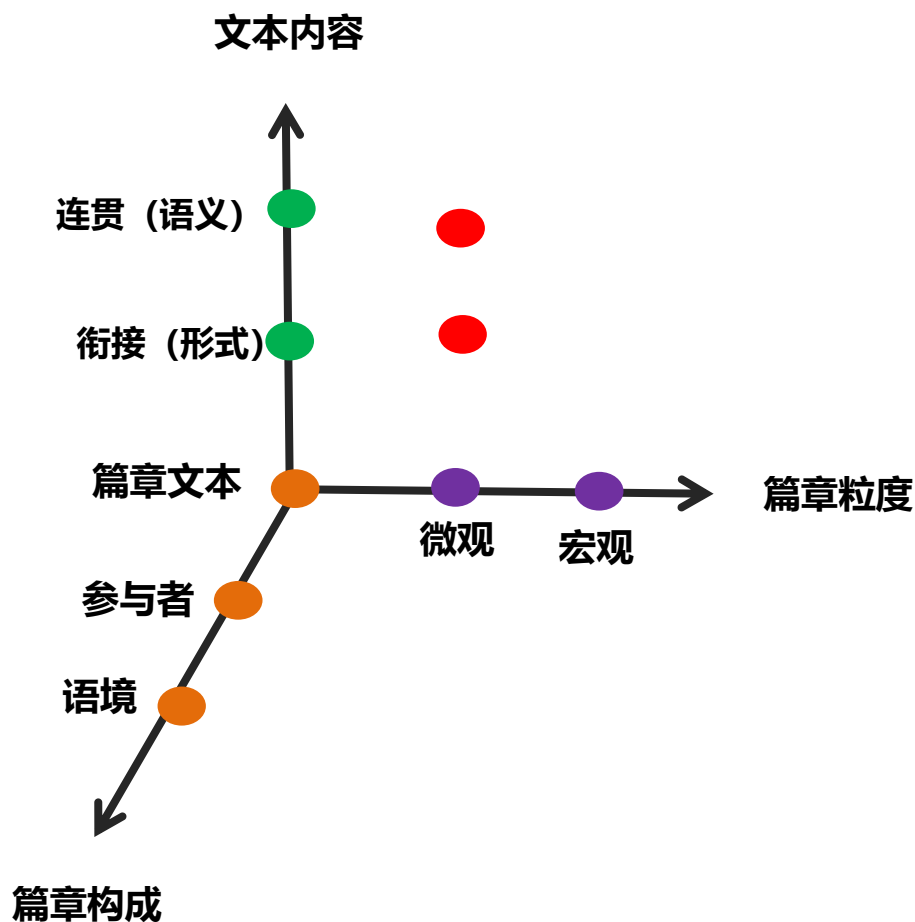 文本内容
连贯（语义）
衔接（形式）
篇章文本
篇章粒度
微观
宏观
参与者
语境
篇章构成